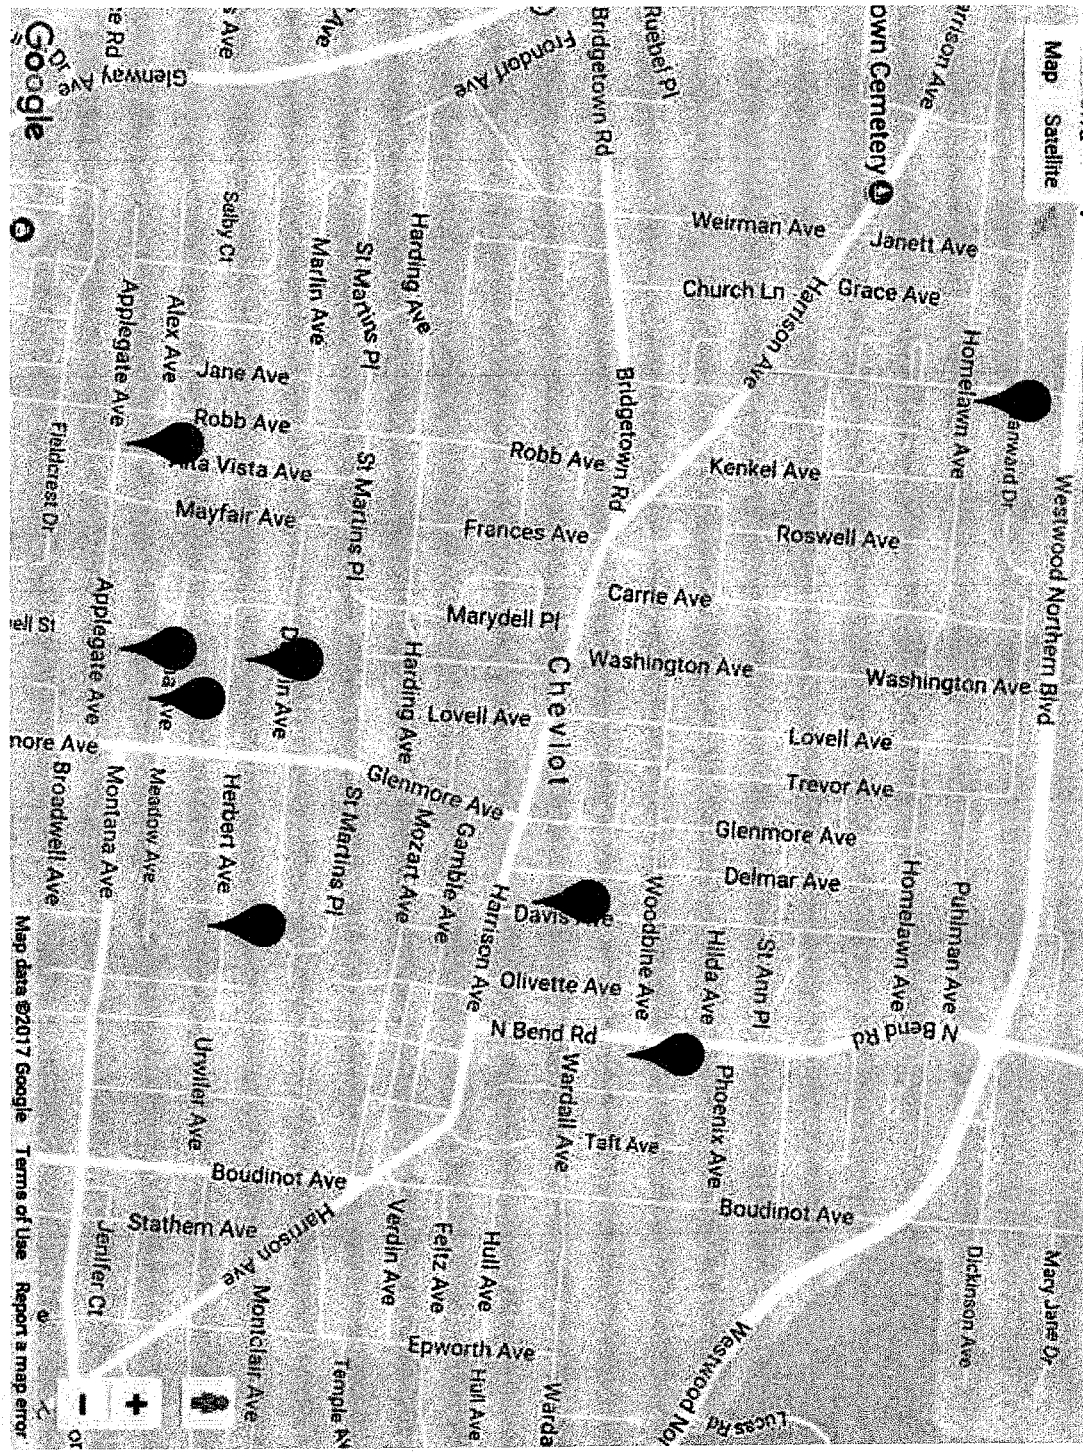 Map
Satellite
Ruebel Pl
Bridgetown Rd
Frondorf Ave
Glenway Ave
Google
Dr
Ave
Weirman Ave
Janett Ave
Church Ln
Grace Ave
Harrison Ave
Selby Ct
Harding Ave
St Martins Pl
Marlin Ave
Alex Ave
Applegate Ave
Jane Ave
Bridgetown Rd
Homelawn Ave
Robb Ave
Robb Ave
Kenkel Ave
Fieldcrest Dr
Vista Ave
St Martins Pl
Mayfair Ave
Frances Ave
Roswell Ave
Westwood Northern Blvd
Carrie Ave
Marydell Pl
Applegate Ave
Harding Ave
Cheviot
Washington Ave
Washington Ave
Lovell Ave
Lovell Ave
Trevor Ave
Glenmore Ave
Glenmore Ave
Broadwell Ave
Montana Ave
Meadow Ave
Herbert Ave
St Martins Pl
Mozart Ave
Gamble Ave
Harrison Ave
Delmar Ave
Davis
Woodbine Ave
Hilda Ave
St Ann Pl
Homelawn Ave
Puhlman Ave
Olivette Ave
N Bend Rd
N Bend Rd
Urwiler Ave
Wardall Ave
Taft Ave
Phoenix Ave
Boudinot Ave
Boudinot Ave
Stathem Ave
Harrison Ave
Jenifer Ct
Montclair Ave
Verdin Ave
Feltz Ave
Hull Ave
Epworth Ave
Hull Ave
Temple
Dickinson Ave
Mary Jane Dr
Lucas Rd
Westwood
Map data ©2017 Google
Terms of Use
Report a map error